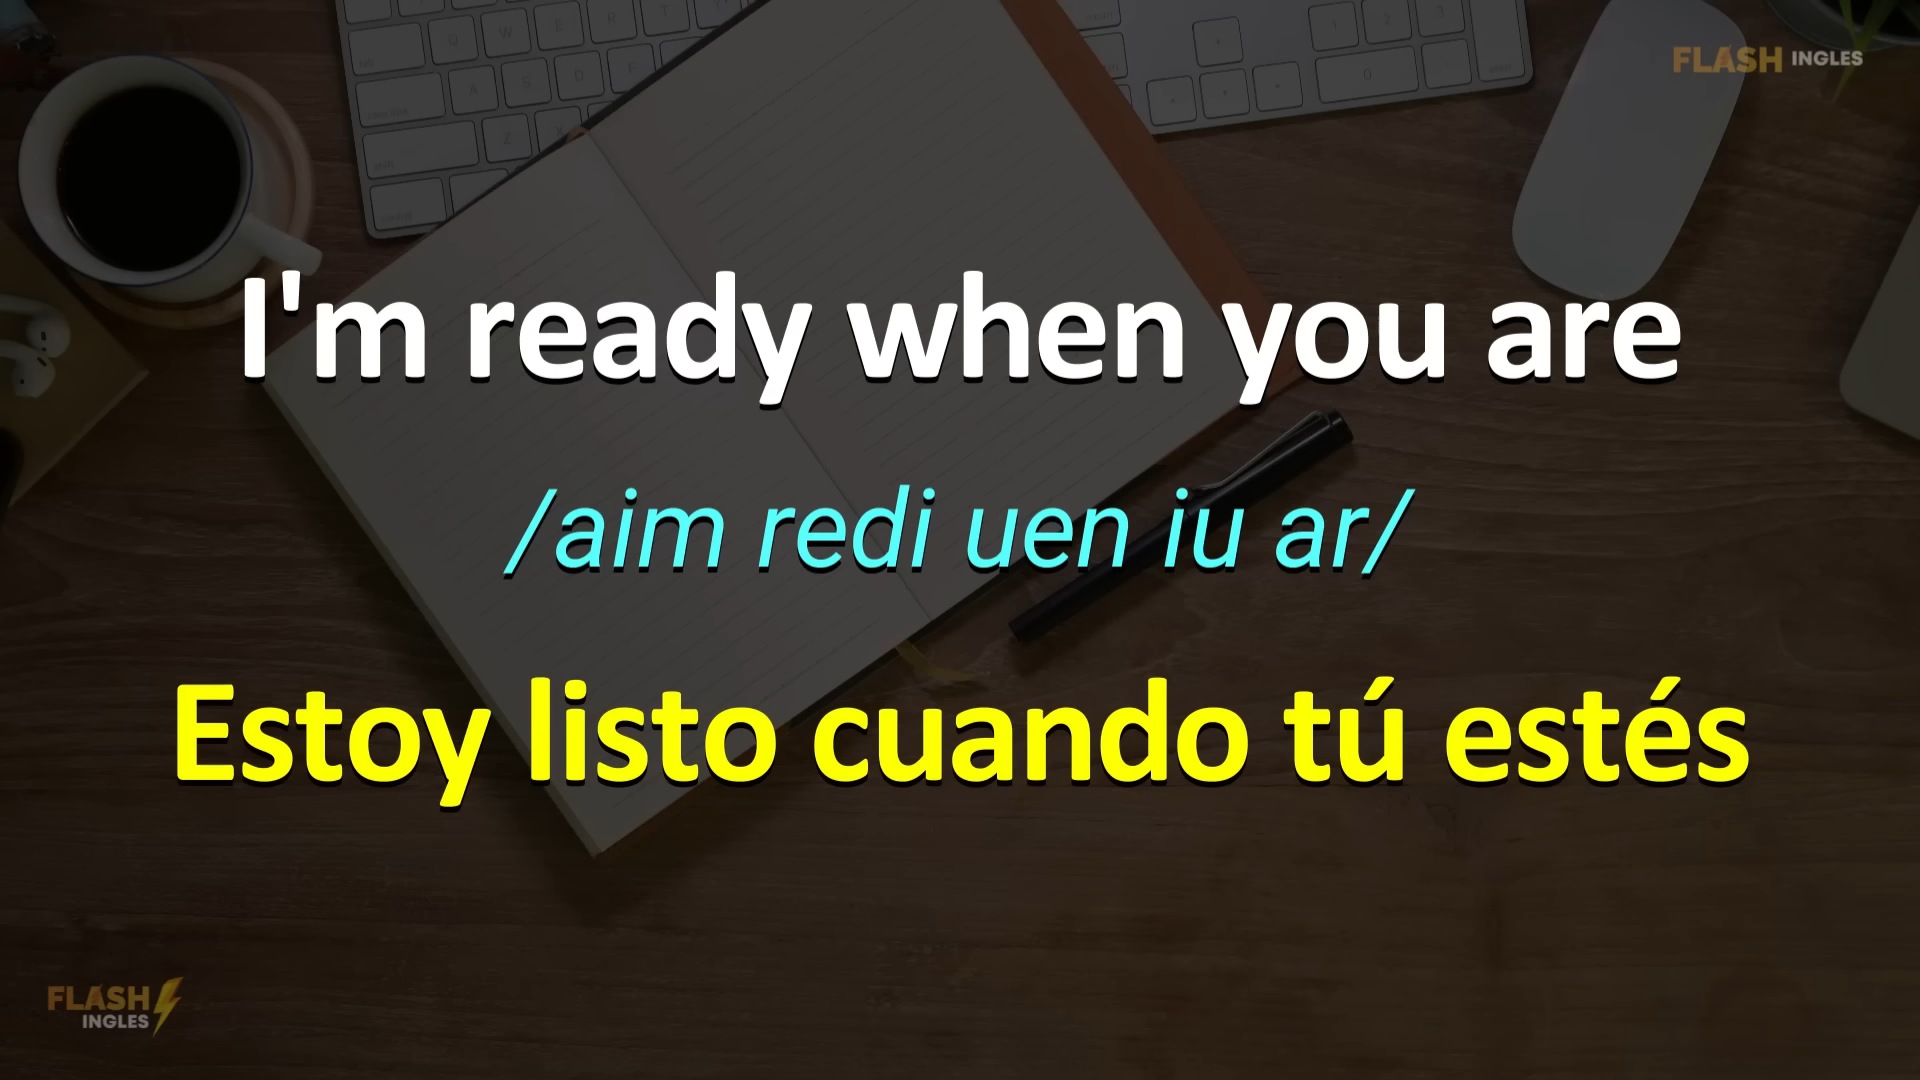 FLASH INGLES
I'm ready when you are
/aim redi uen iu ar/
Estoy listo cuando tú estés
FLASH
INGLES